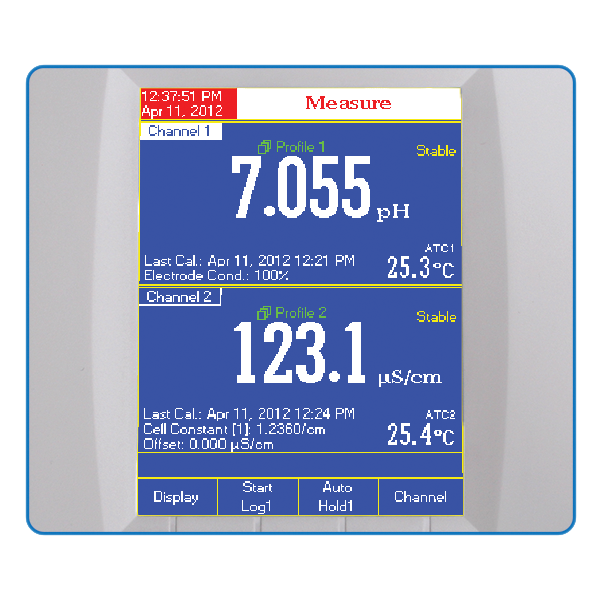 12:37:51 PM
Apr 11, 2012
Measure
Channel 1
Profile 1
Stable
7.055 pH
ATC1
Last Cal.: Apr 11, 2012 12:21 PM
Electrode Cond.: 100%
25.3°C
Channel 2
Profile 2
Stable
123.1 µS/cm
Last Cal.: Apr 11, 2012 12:24 PM
ATC2
Cell Constant [1]: 1.2360/cm
Offset: 0.000 µS/cm
25.4°C
Display
Start
Log1
Auto
Hold1
Channel